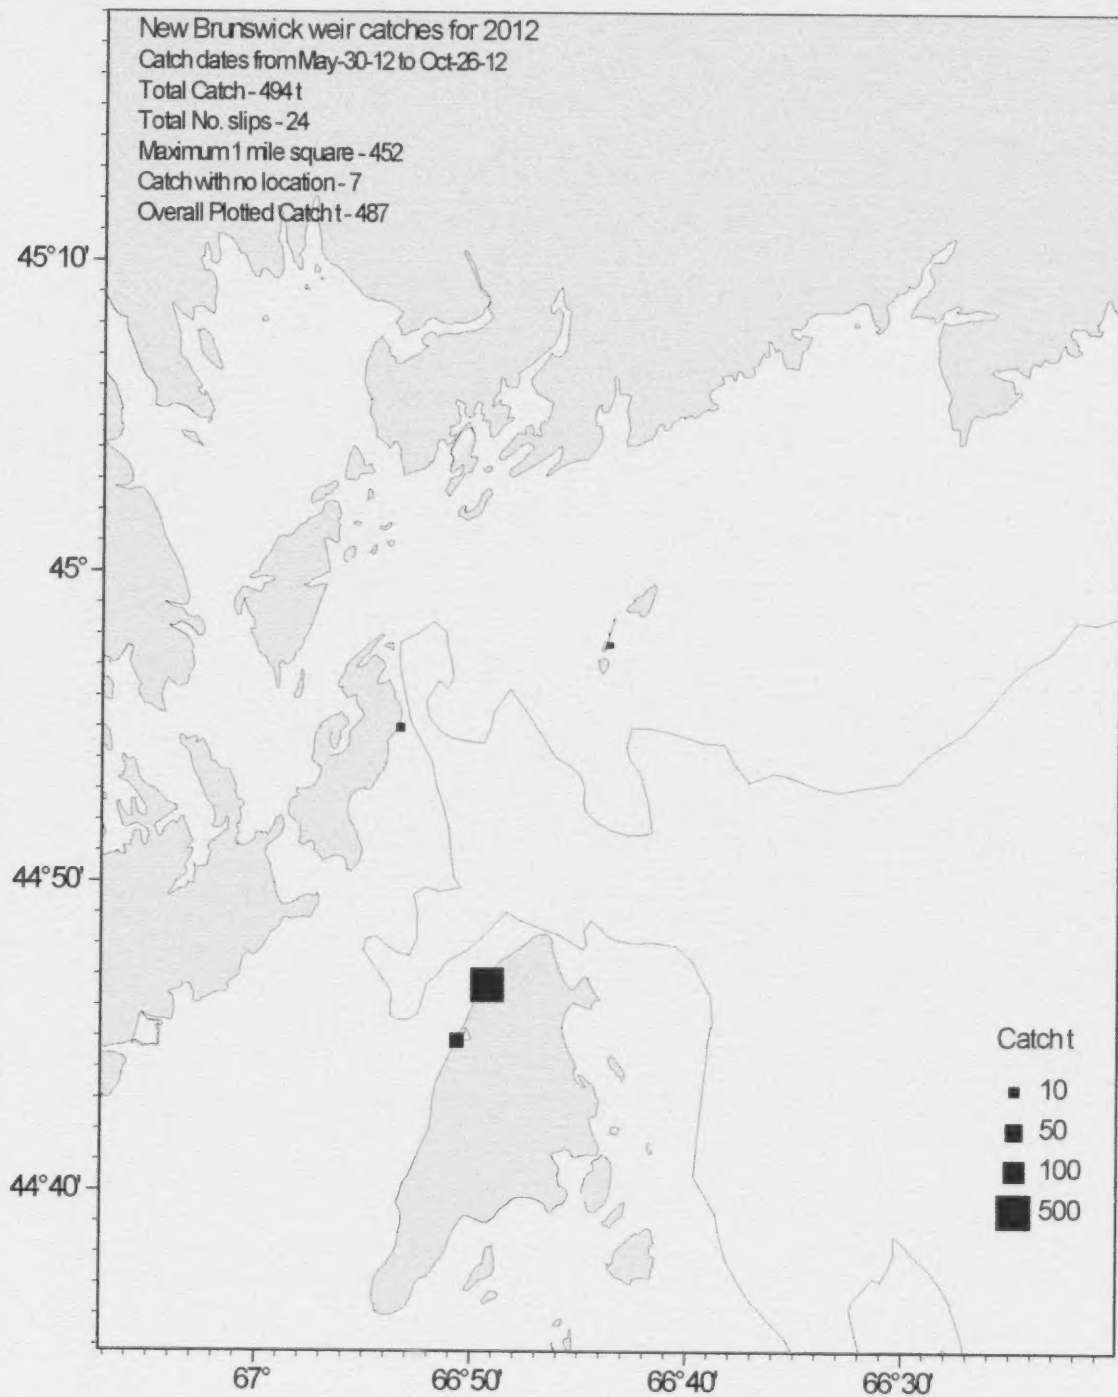 New Brunswick weir catches for 2012
Catch dates from May-30-12 to Oct-26-12
Total Catch - 494 t
Total No. slips - 24
Maximum 1 mile square - 452
Catch with no location - 7
Overall Plotted Catch t - 487
45°10'
45°
44°50'
44°40'
Catch t
10
50
100
500
67°
66°50'
66°40'
66°30'